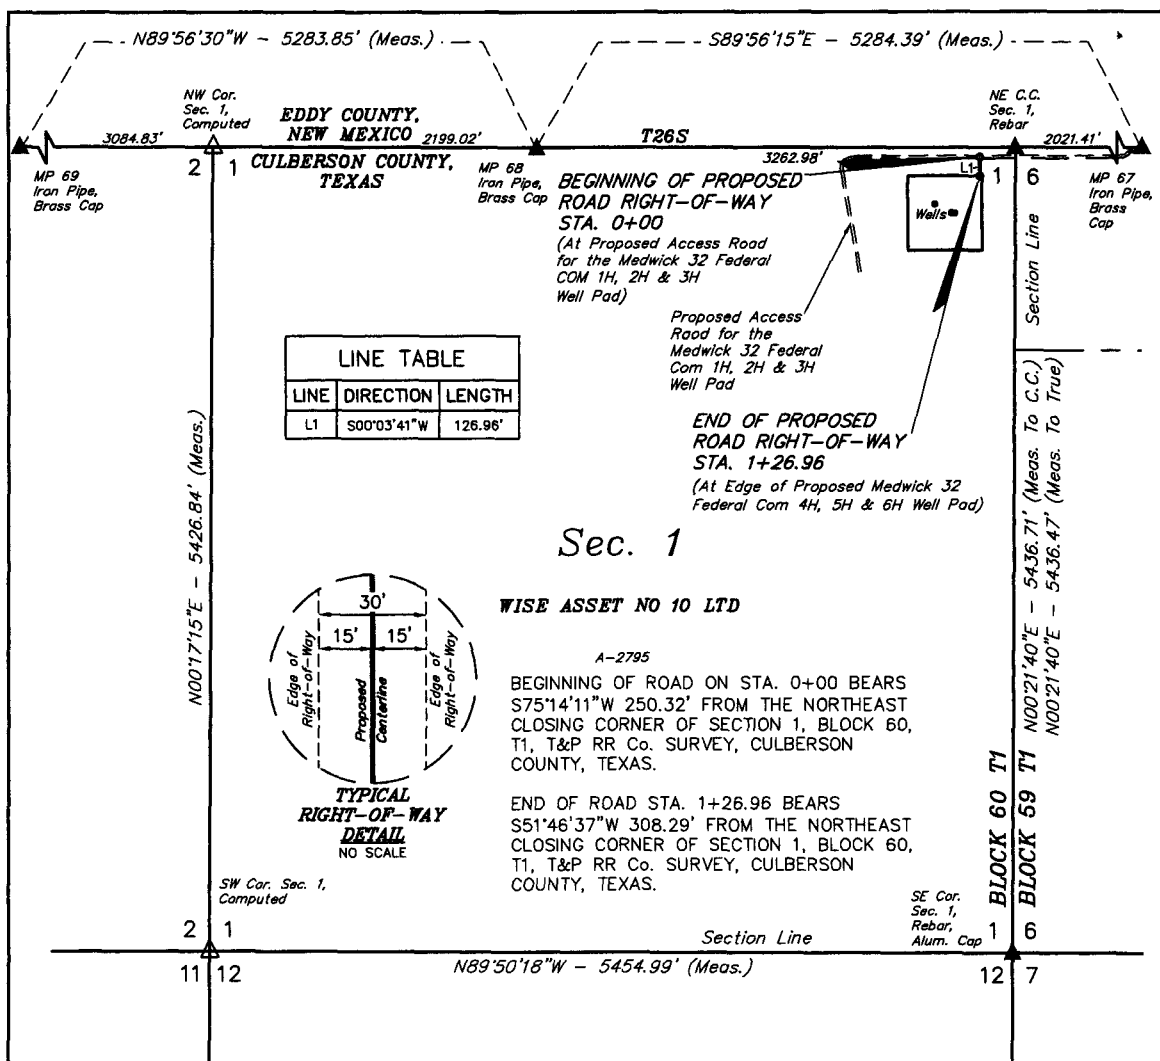 N89°56'30"W - 5283.85' (Meas.)
S89°56'15"E - 5284.39' (Meas.)
NW Cor.
Sec. 1,
Computed
EDDY COUNTY,
NEW MEXICO
NE C.C.
Sec. 1,
Rebar
3084.83'
2199.02'
T26S
2021.41'
2 1
CULBERSON COUNTY,
TEXAS
3262.98'
L1
1 6
MP 69
Iron Pipe,
Brass Cap
MP 68
Iron Pipe,
Brass Cap
MP 67
Iron Pipe,
Brass
Cap
BEGINNING OF PROPOSED
ROAD RIGHT-OF-WAY
STA. 0+00
(At Proposed Access Road
for the Medwick 32 Federal
COM 1H, 2H & 3H
Well Pad)
Wells
Section Line
Proposed Access
Road for the
Medwick 32 Federal
Com 1H, 2H & 3H
Well Pad
LINE TABLE
LINE DIRECTION LENGTH
L1 S00°03'41"W 126.96'
END OF PROPOSED
ROAD RIGHT-OF-WAY
STA. 1+26.96
(At Edge of Proposed Medwick 32
Federal Com 4H, 5H & 6H Well Pad)
N00°17'15"E - 5426.84' (Meas.)
N00°21'40"E - 5436.71' (Meas. To C.C.)
N00°21'40"E - 5436.47' (Meas. To True)
Sec. 1
WISE ASSET NO 10 LTD
A-2795
30'
15' 15'
Edge of
Right-of-Way
Proposed
Centerline
Edge of
Right-of-Way
TYPICAL
RIGHT-OF-WAY
DETAIL
NO SCALE
BEGINNING OF ROAD ON STA. 0+00 BEARS
S75°14'11"W 250.32' FROM THE NORTHEAST
CLOSING CORNER OF SECTION 1, BLOCK 60,
T1, T&P RR Co. SURVEY, CULBERSON
COUNTY, TEXAS.
END OF ROAD STA. 1+26.96 BEARS
S51°46'37"W 308.29' FROM THE NORTHEAST
CLOSING CORNER OF SECTION 1, BLOCK 60,
T1, T&P RR Co. SURVEY, CULBERSON
COUNTY, TEXAS.
BLOCK 60 T1
BLOCK 59 T1
SW Cor. Sec. 1,
Computed
SE Cor.
Sec. 1,
Rebar,
Alum. Cap
2 1
Section Line
1 6
11 12
N89°50'18"W - 5454.99' (Meas.)
12 7